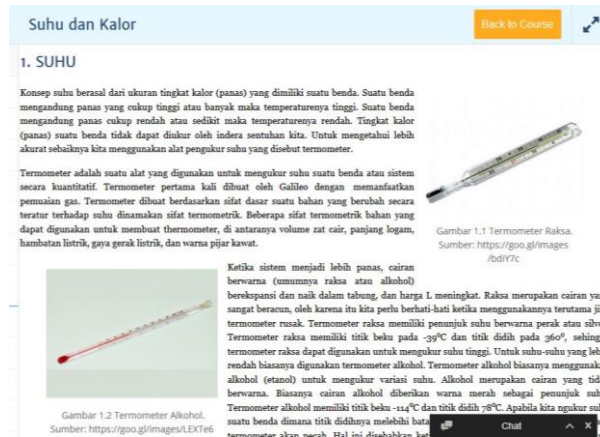 Suhu dan Kalor
Back to Course
1. SUHU
Konsep suhu berasal dari ukuran tingkat kalor (panas) yang dimiliki suatu benda. Suatu benda
mengandung panas yang cukup tinggi atau banyak maka temperaturenya tinggi. Suatu benda
mengandung panas cukup rendah atau sedikit maka temperaturenya rendah. Tingkat kalor
(panas) suatu benda tidak dapat diukur oleh indera sentuhan kita. Untuk mengetahui lebih
akurat sebaiknya kita menggunakan alat pengukur suhu yang disebut termometer.
Termometer adalah suatu alat yang digunakan untuk mengukur suhu suatu benda atau sistem
secara kuantitatif. Termometer pertama kali dibuat oleh Galileo dengan memanfaatkan
pemuaian gas. Termometer dibuat berdasarkan sifat dasar suatu bahan yang berubah secara
teratur terhadap suhu dinamakan sifat termometrik. Beberapa sifat termometrik bahan yang
dapat digunakan untuk membuat thermometer, di antaranya volume zat cair, panjang logam,
hambatan listrik, gaya gerak listrik, dan warna pijar kawat.
Gambar 1.1 Termometer Raksa.
Sumber: https://goo.gl/images
/bdiY7c
Ketika sistem menjadi lebih panas, cairan
berwarna (umumnya raksa atau alkohol)
berekspansi dan naik dalam tabung, dan harga L meningkat. Raksa merupakan cairan yan
sangat beracun, oleh karena itu kita perlu berhati-hati ketika menggunakannya terutama ji
termometer rusak. Termometer raksa memiliki penunjuk suhu berwarna perak atau silv
Termometer raksa memiliki titik beku pada -39°C dan titik didih pada 360°, sehing
termometer raksa dapat digunakan untuk mengukur suhu tinggi. Untuk suhu-suhu yang leb
rendah biasanya digunakan termometer alkohol. Termometer alkohol biasanya menggunak
alkohol (etanol) untuk mengukur variasi suhu. Alkohol merupakan cairan yang tid
berwarna. Biasanya cairan alkohol diberikan warna merah sebagai penunjuk suh
Termometer alkohol memiliki titik beku -114°C dan titik didih 78°C. Apabila kita ngukur suh
suatu benda dimana titik didihnya melebihi bata
termometer akan pecah. Hal ini disebabkan ket
Gambar 1.2 Termometer Alkohol.
Sumber: https://goo.gl/images/LEXTe6
Chat